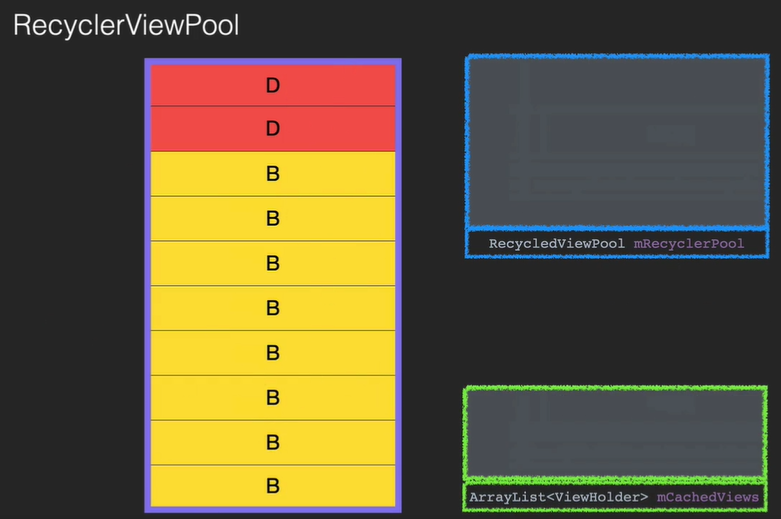 RecyclerViewPool
D
D
B
B
B
B
B
B
B
B
RecycledViewPool mRecyclerPool
ArrayList<ViewHolder> mCachedViews